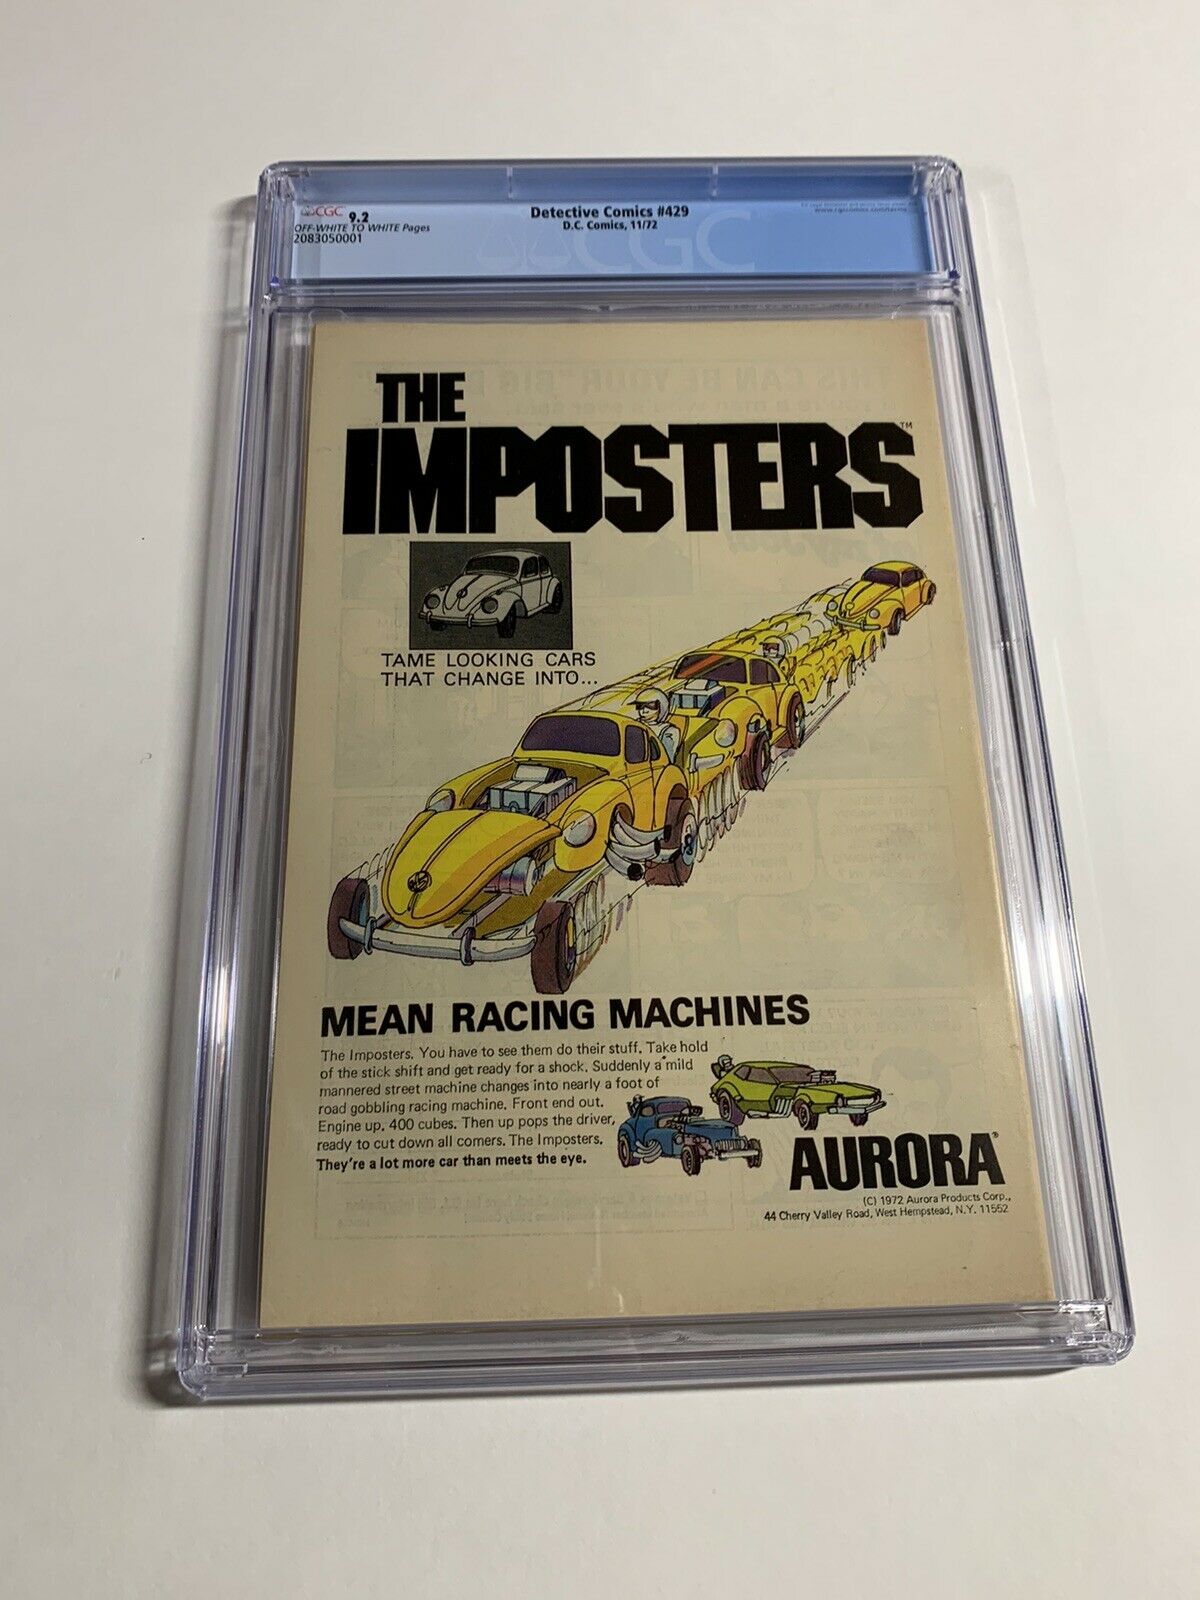 CGC 9.2
OFF-WHITE TO WHITE Pages
2083050001
Detective Comics #429
D.C. Comics, 11/72
www.cgccomics.com/terms
CGC
THE
IMPOSTERS™
TAME LOOKING CARS
THAT CHANGE INTO...
MEAN RACING MACHINES
The Imposters. You have to see them do their stuff. Take hold
of the stick shift and get ready for a shock. Suddenly a mild
mannered street machine changes into nearly a foot of
road gobbling racing machine. Front end out.
Engine up. 400 cubes. Then up pops the driver,
ready to cut down all comers. The Imposters.
They're a lot more car than meets the eye.
AURORA®
(C) 1972 Aurora Products Corp.,
44 Cherry Valley Road, West Hempstead, N.Y. 11552